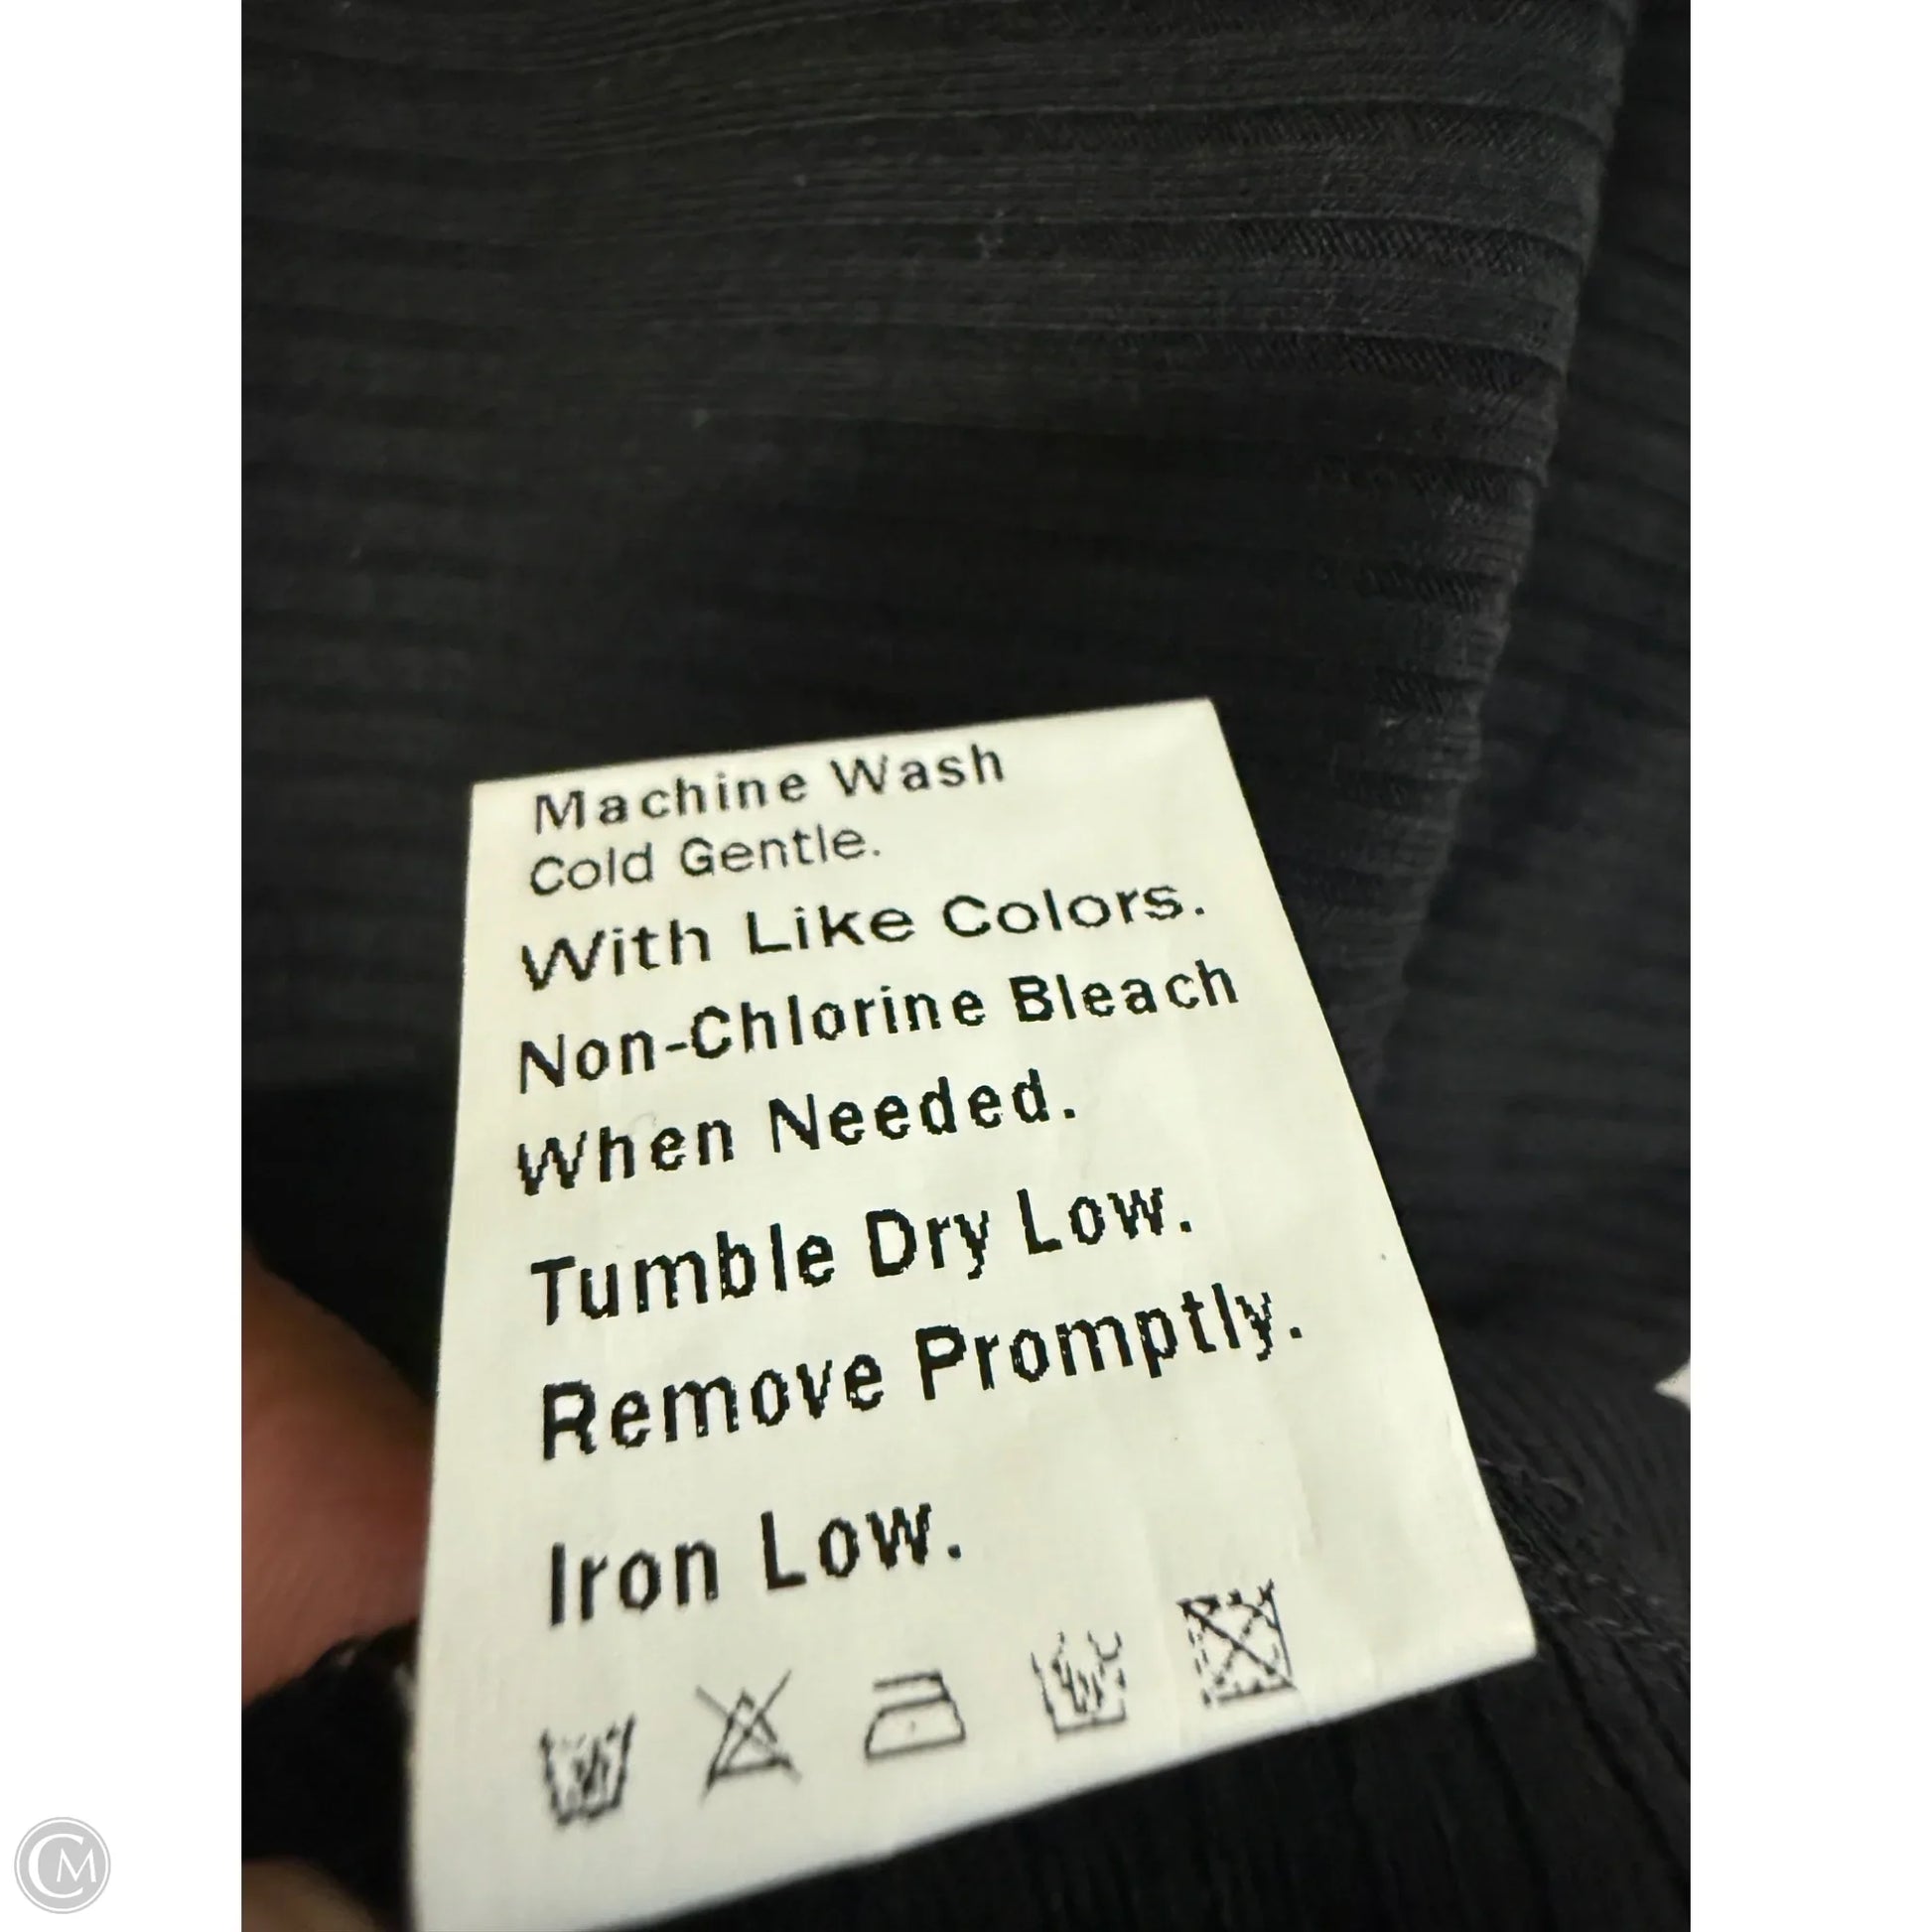 Machine Wash
Cold Gentle.
With Like Colors.
Non-Chlorine Bleach
When Needed.
Tumble Dry Low.
Remove Promptly.
Iron Low.
CM